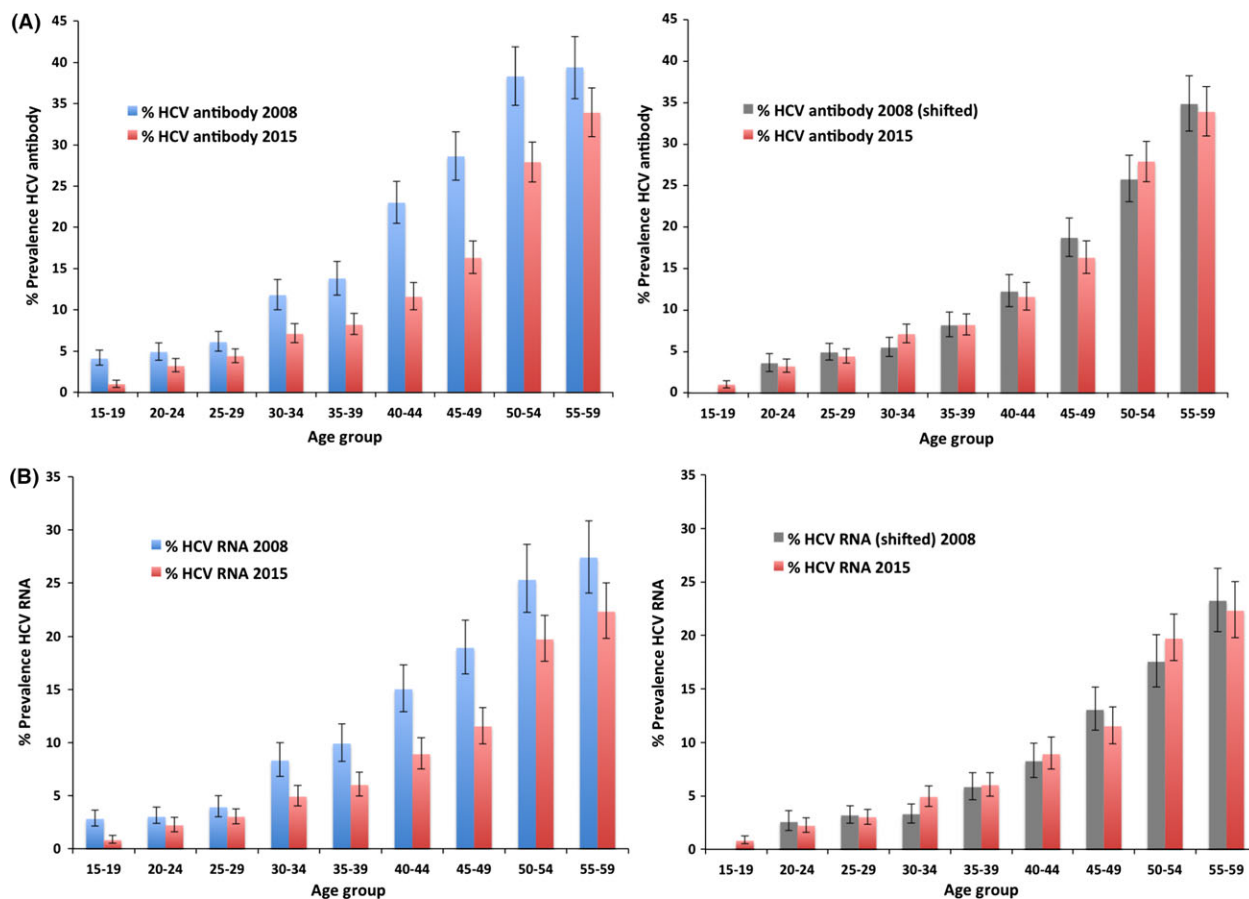 (A)
% Prevalence HCV antibody
45
40
35
30
25
20
15
10
5
0
% HCV antibody 2008
% HCV antibody 2015
15-19 20-24 25-29 30-34 35-39 40-44 45-49 50-54 55-59
Age group
% Prevalence HCV antibody
45
40
35
30
25
20
15
10
5
0
% HCV antibody 2008 (shifted)
% HCV antibody 2015
15-19 20-24 25-29 30-34 35-39 40-44 45-49 50-54 55-59
Age group
(B)
% Prevalence HCV RNA
35
30
25
20
15
10
5
0
% HCV RNA 2008
% HCV RNA 2015
15-19 20-24 25-29 30-34 35-39 40-44 45-49 50-54 55-59
Age group
% Prevalence HCV RNA
35
30
25
20
15
10
5
0
% HCV RNA (shifted) 2008
% HCV RNA 2015
15-19 20-24 25-29 30-34 35-39 40-44 45-49 50-54 55-59
Age group